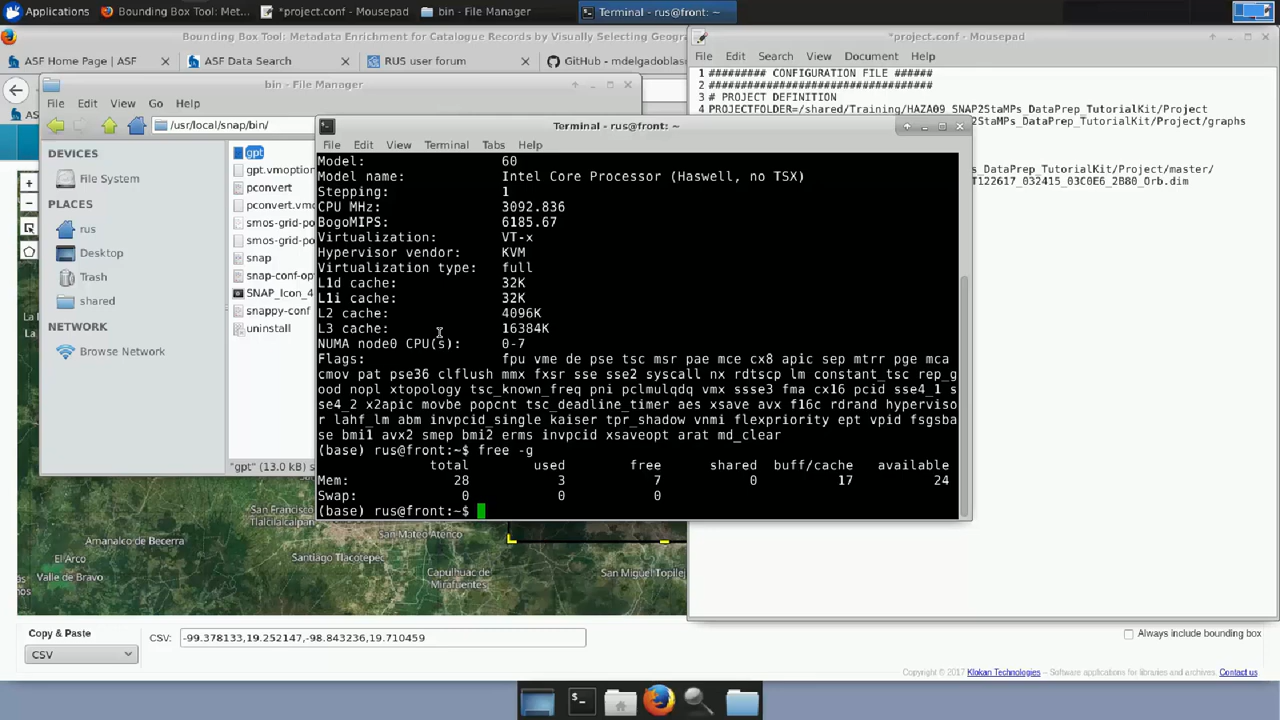 Applications
Bounding Box Tool: Met...
*project.conf - Mousepad
bin - File Manager
Terminal - rus@front: ~
Bounding Box Tool: Metadata Enrichment for Catalogue Records by Visually Selecting Geogra
ASF Home Page | ASF
ASF Data Search
RUS user forum
GitHub - mdelgadoblas
bin - File Manager
File Edit View Go Help
/usr/local/snap/bin/
DEVICES
File System
PLACES
rus
Desktop
Trash
shared
NETWORK
Browse Network
gpt
gpt.vmoption
pconvert
pconvert.vm
smos-grid-po
smos-grid-po
snap
snap-conf-op
SNAP_Icon_4
snappy-conf
uninstall
"gpt" (13.0 kB) s
*project.conf - Mousepad
File Edit Search View Document Help
1 ######### CONFIGURATION FILE ######
2 ###################################
3 # PROJECT DEFINITION
4 PROJECTFOLDER=/shared/Training/HAZA09_SNAP2StaMPs_DataPrep_TutorialKit/Project
2StaMPs_DataPrep_TutorialKit/Project/graphs
s_DataPrep_TutorialKit/Project/master/
T122617_032415_03C0E6_2B80_Orb.dim
Terminal - rus@front: ~
File Edit View Terminal Tabs Help
Model: 60
Model name: Intel Core Processor (Haswell, no TSX)
Stepping: 1
CPU MHz: 3092.836
BogoMIPS: 6185.67
Virtualization: VT-x
Hypervisor vendor: KVM
Virtualization type: full
L1d cache: 32K
L1i cache: 32K
L2 cache: 4096K
L3 cache: 16384K
NUMA node0 CPU(s): 0-7
Flags: fpu vme de pse tsc msr pae mce cx8 apic sep mtrr pge mca
cmov pat pse36 clflush mmx fxsr sse sse2 syscall nx rdtscp lm constant_tsc rep_g
ood nopl xtopology tsc_known_freq pni pclmulqdq vmx ssse3 fma cx16 pcid sse4_1 s
se4_2 x2apic movbe popcnt tsc_deadline_timer aes xsave avx f16c rdrand hyperviso
r lahf_lm abm invpcid_single kaiser tpr_shadow vnmi flexpriority ept vpid fsgsba
se bmi1 avx2 smep bmi2 erms invpcid xsaveopt arat md_clear
(base) rus@front:~$ free -g
total used free shared buff/cache available
Mem: 28 3 7 0 17 24
Swap: 0 0 0
(base) rus@front:~$
San Francisco
Tlalcilalcalpan
Amanalco de Becerra
San Mateo Atenco
El Arco
Santiago Tlacotepec
Valle de Bravo
Capulhuac de
Mirafuentes
San Miguel Topilej
Copy & Paste
CSV
CSV:
-99.378133,19.252147,-98.843236,19.710459
Always include bounding box
Copyright © 2017 Klokan Technologies – Software applications for libraries and archives. Contact us